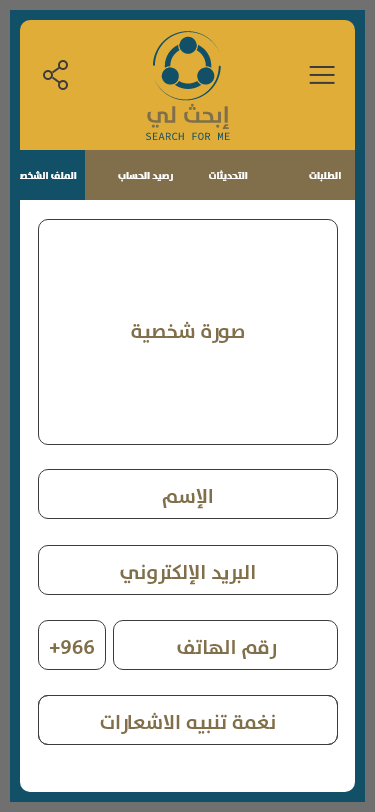 إبحث لي
SEARCH FOR ME
الطلبات
التحديثات
رصيد الحساب
الملف الشخص
صورة شخصية
الإسم
البريد الإلكتروني
رقم الهاتف
+966
نغمة تنبيه الاشعارات